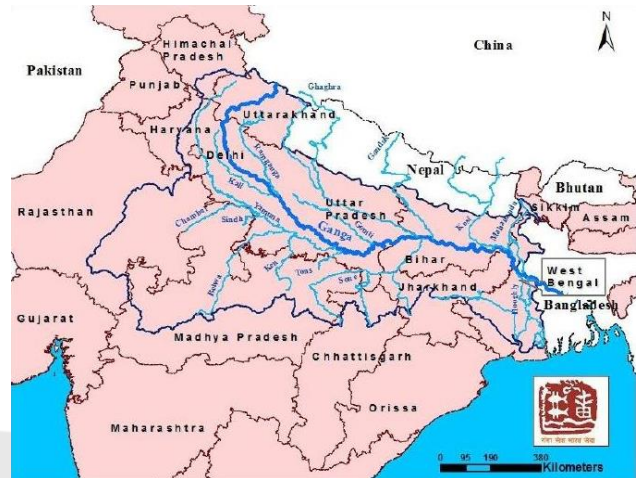 N
China
Himachal
Pradesh
Pakistan
Punjab
Ghaghra
Uttarakhand
Haryana
Delhi
Ramganga
Gandak
Nepal
Kali
Bhutan
Sikkim
Assam
Rajasthan
Uttar
Pradesh
Chambal
Yamuna
Sindh
Ganga
Gomti
Kosi
Mahananda
Bihar
West
Bengal
Betwa
Ken
Tons
Sone
Jharkhand
Hooghly
Bangladesh
Gujarat
Madhya Pradesh
Chhattisgarh
Orissa
Maharashtra
0 95 190 380
Kilometers